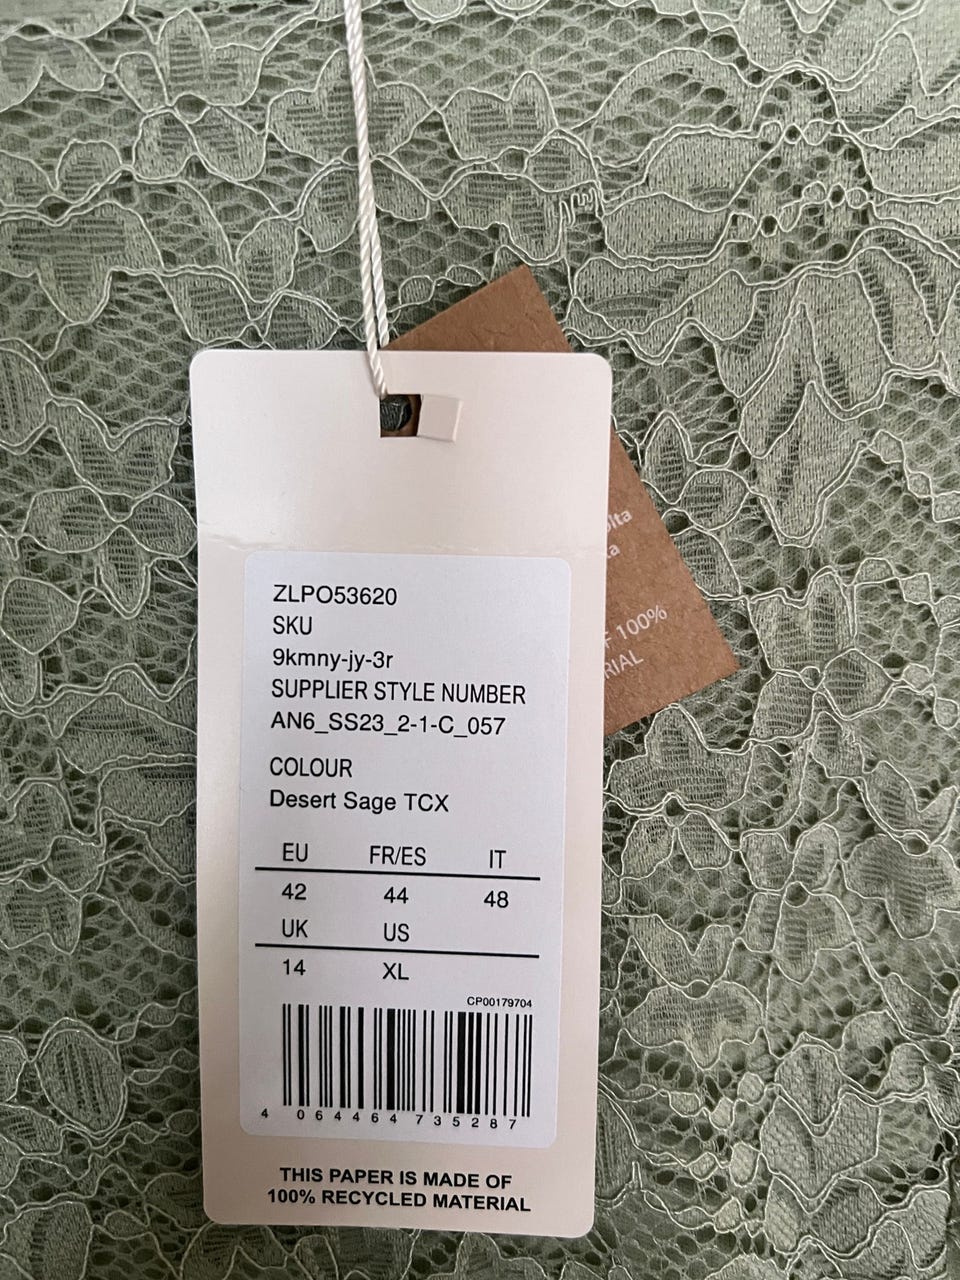 ZLPO53620
SKU
9kmny-jy-3r
SUPPLIER STYLE NUMBER
AN6_SS23_2-1-C_057
COLOUR
Desert Sage TCX
EU FR/ES IT
42 44 48
UK US
14 XL
CP00179704
4 064464 735287
THIS PAPER IS MADE OF
100% RECYCLED MATERIAL
100%